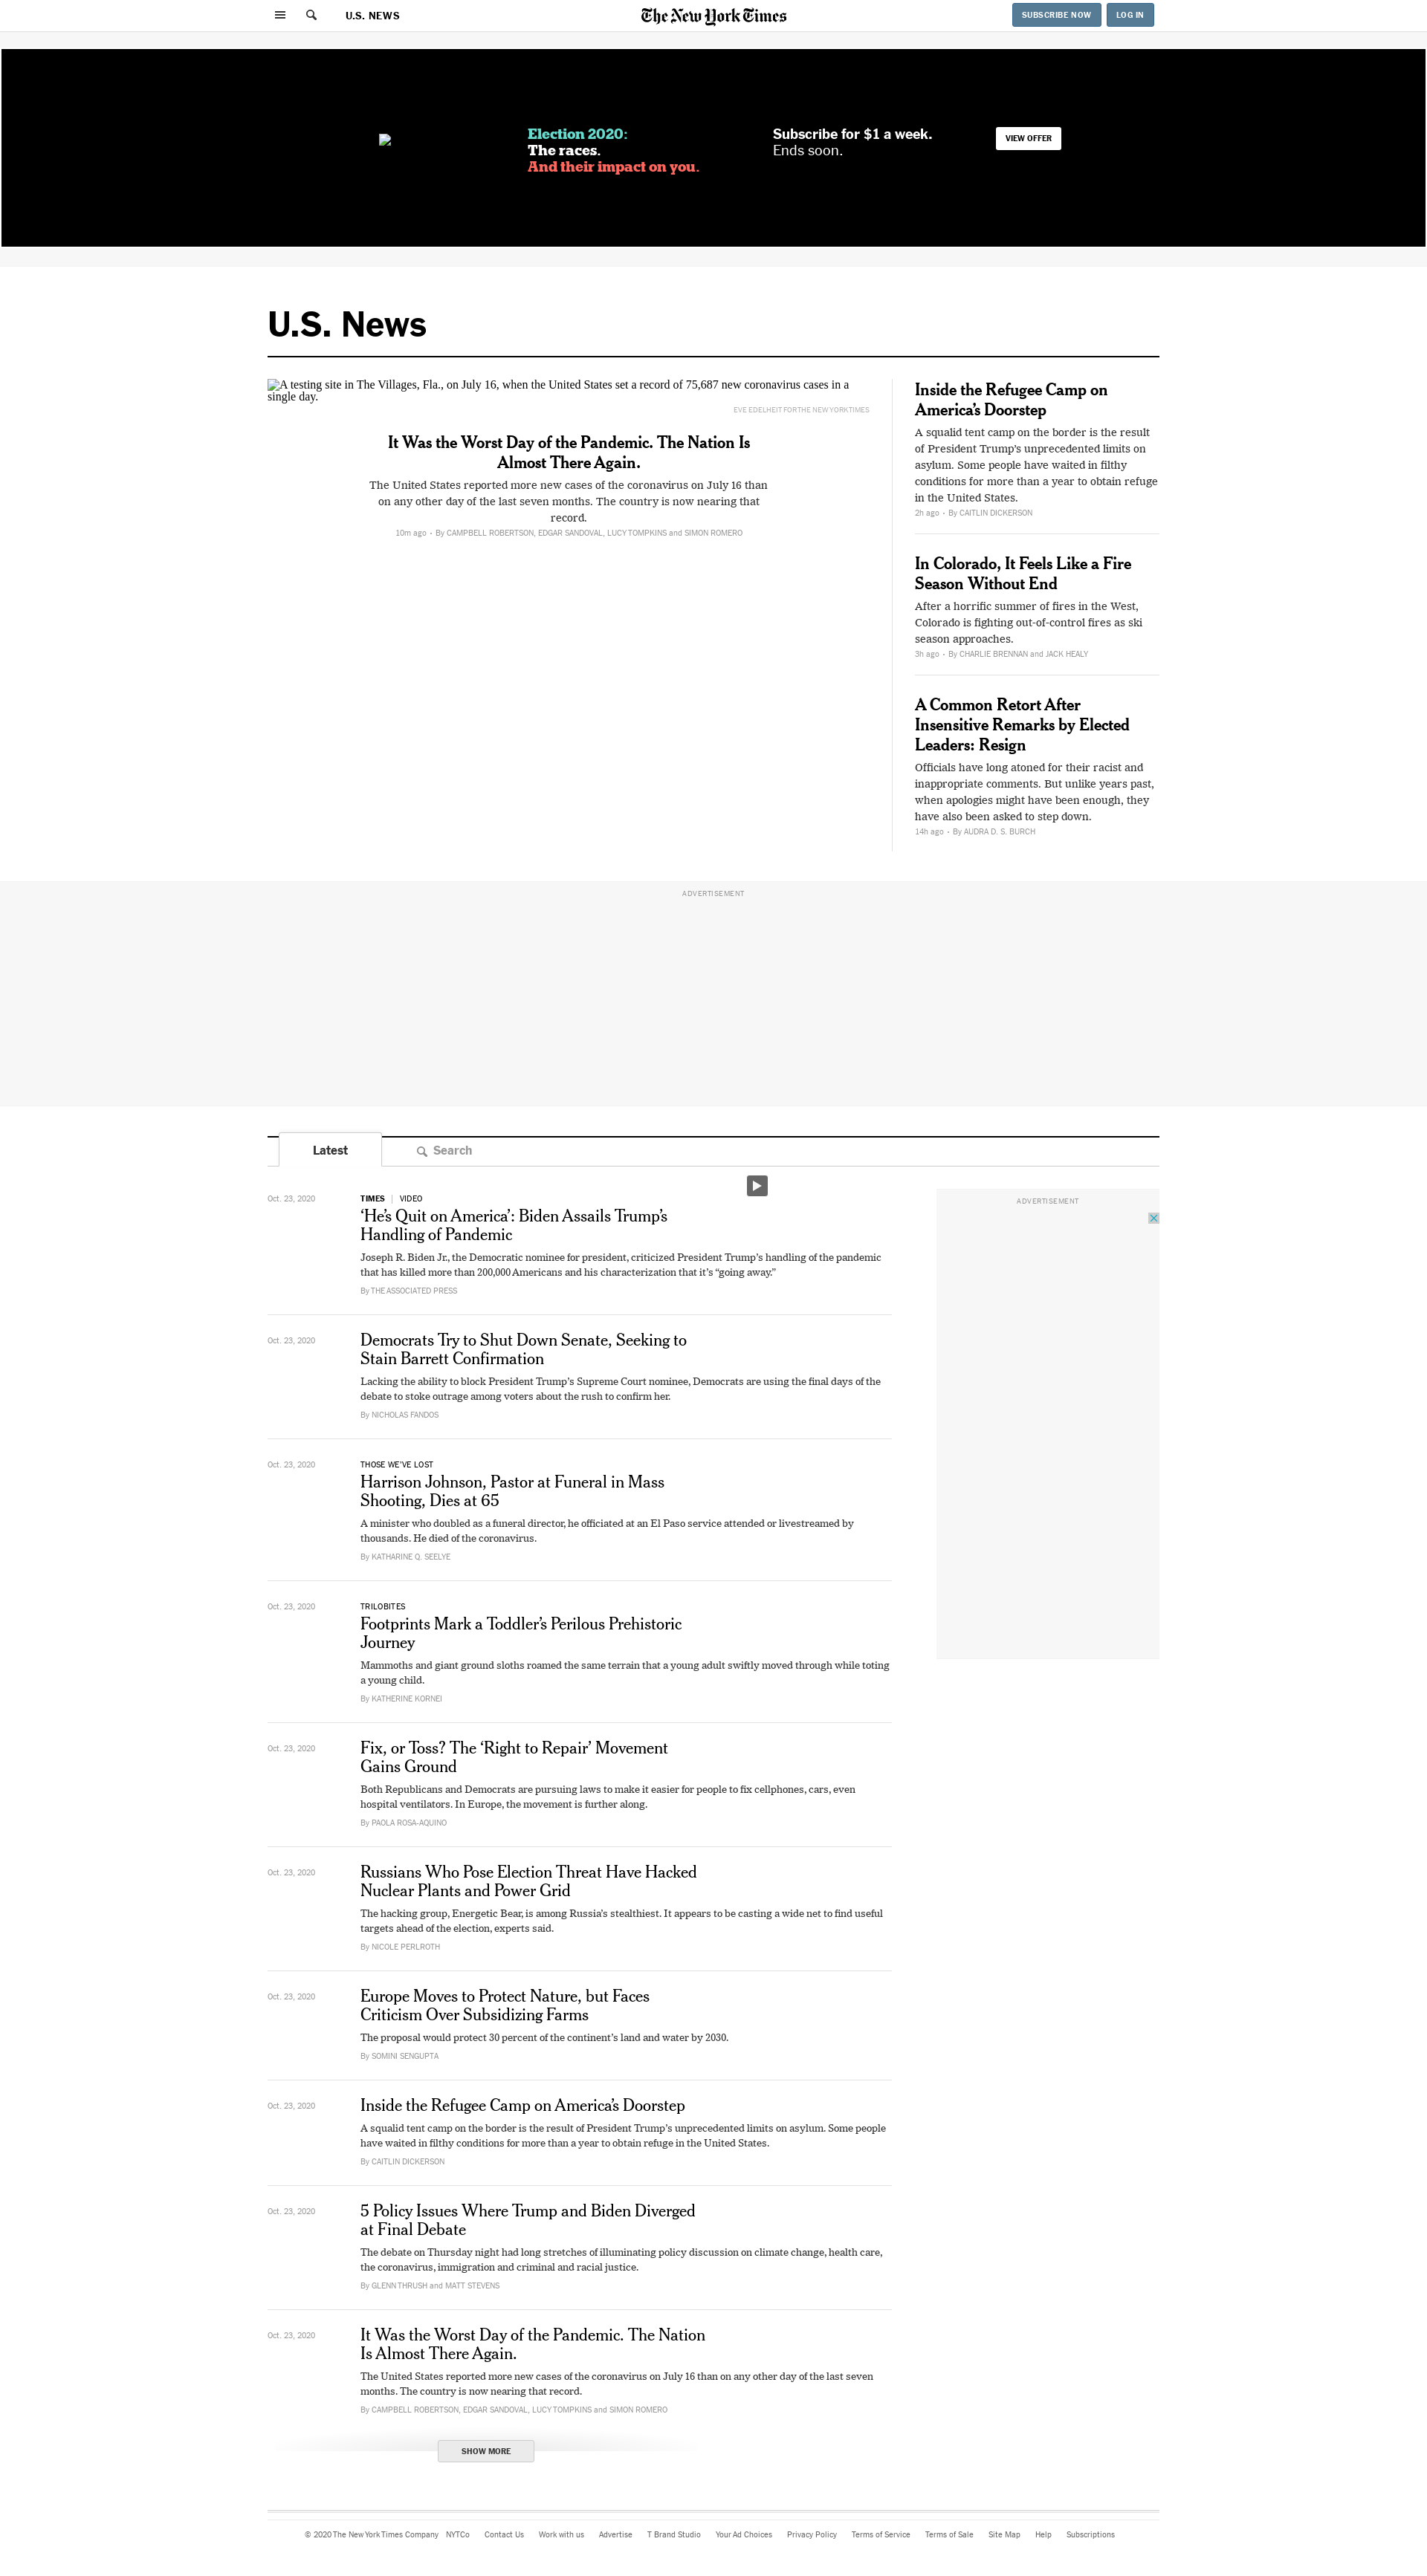 U.S. NEWS
The New York Times
SUBSCRIBE NOW
LOG IN
Election 2020:
The races.
And their impact on you.
Subscribe for $1 a week.
Ends soon.
VIEW OFFER
U.S. News
A testing site in The Villages, Fla., on July 16, when the United States set a record of 75,687 new coronavirus cases in a
single day.
EVE EDELHEIT FOR THE NEW YORK TIMES
It Was the Worst Day of the Pandemic. The Nation Is
Almost There Again.
The United States reported more new cases of the coronavirus on July 16 than
on any other day of the last seven months. The country is now nearing that
record.
10m ago • By CAMPBELL ROBERTSON, EDGAR SANDOVAL, LUCY TOMPKINS and SIMON ROMERO
Inside the Refugee Camp on
America’s Doorstep
A squalid tent camp on the border is the result
of President Trump’s unprecedented limits on
asylum. Some people have waited in filthy
conditions for more than a year to obtain refuge
in the United States.
2h ago • By CAITLIN DICKERSON
In Colorado, It Feels Like a Fire
Season Without End
After a horrific summer of fires in the West,
Colorado is fighting out-of-control fires as ski
season approaches.
3h ago • By CHARLIE BRENNAN and JACK HEALY
A Common Retort After
Insensitive Remarks by Elected
Leaders: Resign
Officials have long atoned for their racist and
inappropriate comments. But unlike years past,
when apologies might have been enough, they
have also been asked to step down.
14h ago • By AUDRA D. S. BURCH
ADVERTISEMENT
Latest
Search
Oct. 23, 2020
TIMES | VIDEO
‘He’s Quit on America’: Biden Assails Trump’s
Handling of Pandemic
Joseph R. Biden Jr., the Democratic nominee for president, criticized President Trump’s handling of the pandemic
that has killed more than 200,000 Americans and his characterization that it’s “going away.”
By THE ASSOCIATED PRESS
ADVERTISEMENT
Oct. 23, 2020
Democrats Try to Shut Down Senate, Seeking to
Stain Barrett Confirmation
Lacking the ability to block President Trump’s Supreme Court nominee, Democrats are using the final days of the
debate to stoke outrage among voters about the rush to confirm her.
By NICHOLAS FANDOS
Oct. 23, 2020
THOSE WE’VE LOST
Harrison Johnson, Pastor at Funeral in Mass
Shooting, Dies at 65
A minister who doubled as a funeral director, he officiated at an El Paso service attended or livestreamed by
thousands. He died of the coronavirus.
By KATHARINE Q. SEELYE
Oct. 23, 2020
TRILOBITES
Footprints Mark a Toddler’s Perilous Prehistoric
Journey
Mammoths and giant ground sloths roamed the same terrain that a young adult swiftly moved through while toting
a young child.
By KATHERINE KORNEI
Oct. 23, 2020
Fix, or Toss? The ‘Right to Repair’ Movement
Gains Ground
Both Republicans and Democrats are pursuing laws to make it easier for people to fix cellphones, cars, even
hospital ventilators. In Europe, the movement is further along.
By PAOLA ROSA-AQUINO
Oct. 23, 2020
Russians Who Pose Election Threat Have Hacked
Nuclear Plants and Power Grid
The hacking group, Energetic Bear, is among Russia’s stealthiest. It appears to be casting a wide net to find useful
targets ahead of the election, experts said.
By NICOLE PERLROTH
Oct. 23, 2020
Europe Moves to Protect Nature, but Faces
Criticism Over Subsidizing Farms
The proposal would protect 30 percent of the continent’s land and water by 2030.
By SOMINI SENGUPTA
Oct. 23, 2020
Inside the Refugee Camp on America’s Doorstep
A squalid tent camp on the border is the result of President Trump’s unprecedented limits on asylum. Some people
have waited in filthy conditions for more than a year to obtain refuge in the United States.
By CAITLIN DICKERSON
Oct. 23, 2020
5 Policy Issues Where Trump and Biden Diverged
at Final Debate
The debate on Thursday night had long stretches of illuminating policy discussion on climate change, health care,
the coronavirus, immigration and criminal and racial justice.
By GLENN THRUSH and MATT STEVENS
Oct. 23, 2020
It Was the Worst Day of the Pandemic. The Nation
Is Almost There Again.
The United States reported more new cases of the coronavirus on July 16 than on any other day of the last seven
months. The country is now nearing that record.
By CAMPBELL ROBERTSON, EDGAR SANDOVAL, LUCY TOMPKINS and SIMON ROMERO
SHOW MORE
© 2020 The New York Times Company NYTCo Contact Us Work with us Advertise T Brand Studio Your Ad Choices Privacy Policy Terms of Service Terms of Sale Site Map Help Subscriptions